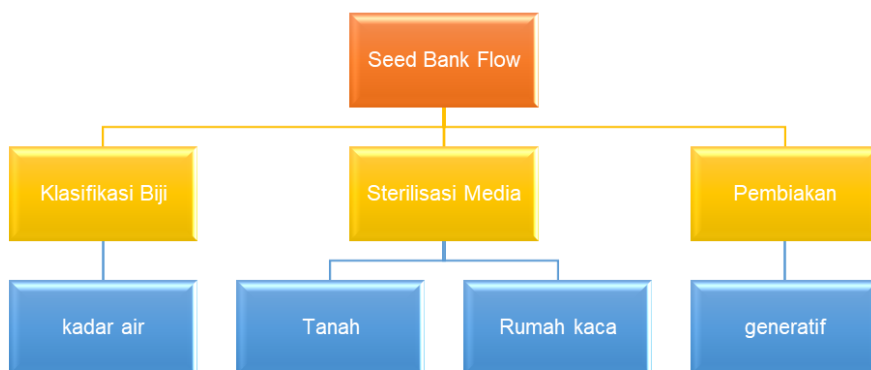 Seed Bank Flow
Klasifikasi Biji
Sterilisasi Media
Pembiakan
kadar air
Tanah
Rumah kaca
generatif